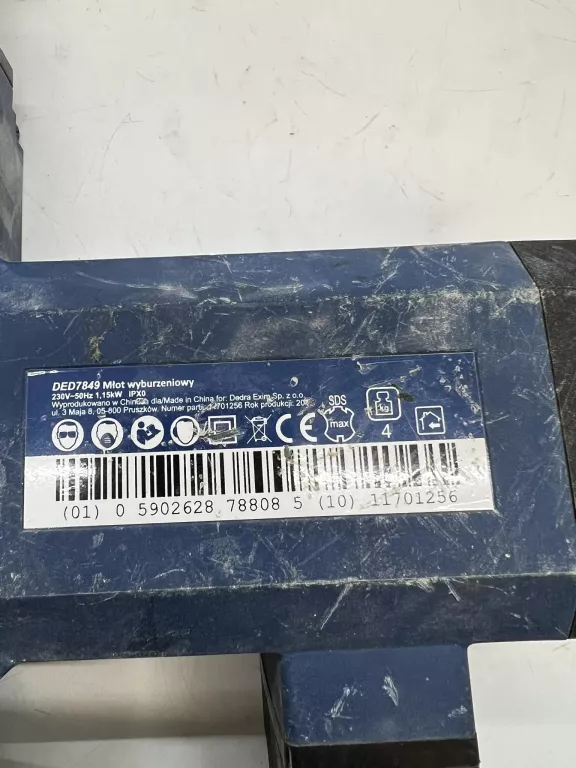 DED7849 Młot wyburzeniowy
230V~50Hz 1,15kW IPX0
Wyprodukowano w Chinach dla/Made in China for: Dedra Exim Sp. z o.o.
ul. 3 Maja 8, 05-800 Pruszków. Numer partii: 11701256 Rok produkcji:
SDS
max
kg
4
CE
(01) 0 5902628 78808 5 (10) 11701256